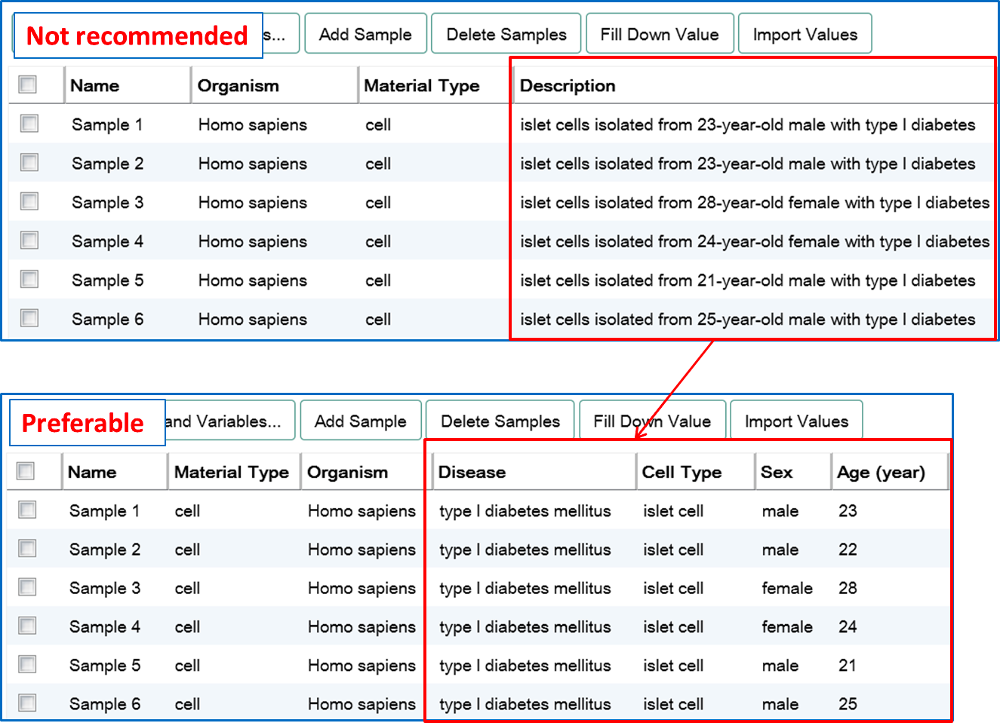 Not recommended s... Add Sample Delete Samples Fill Down Value Import Values
Name Organism Material Type Description
Sample 1 Homo sapiens cell islet cells isolated from 23-year-old male with type I diabetes
Sample 2 Homo sapiens cell islet cells isolated from 23-year-old male with type I diabetes
Sample 3 Homo sapiens cell islet cells isolated from 28-year-old female with type I diabetes
Sample 4 Homo sapiens cell islet cells isolated from 24-year-old female with type I diabetes
Sample 5 Homo sapiens cell islet cells isolated from 21-year-old male with type I diabetes
Sample 6 Homo sapiens cell islet cells isolated from 25-year-old male with type I diabetes
Preferable and Variables... Add Sample Delete Samples Fill Down Value Import Values
Name Material Type Organism Disease Cell Type Sex Age (year)
Sample 1 cell Homo sapiens type I diabetes mellitus islet cell male 23
Sample 2 cell Homo sapiens type I diabetes mellitus islet cell male 22
Sample 3 cell Homo sapiens type I diabetes mellitus islet cell female 28
Sample 4 cell Homo sapiens type I diabetes mellitus islet cell female 24
Sample 5 cell Homo sapiens type I diabetes mellitus islet cell male 21
Sample 6 cell Homo sapiens type I diabetes mellitus islet cell male 25